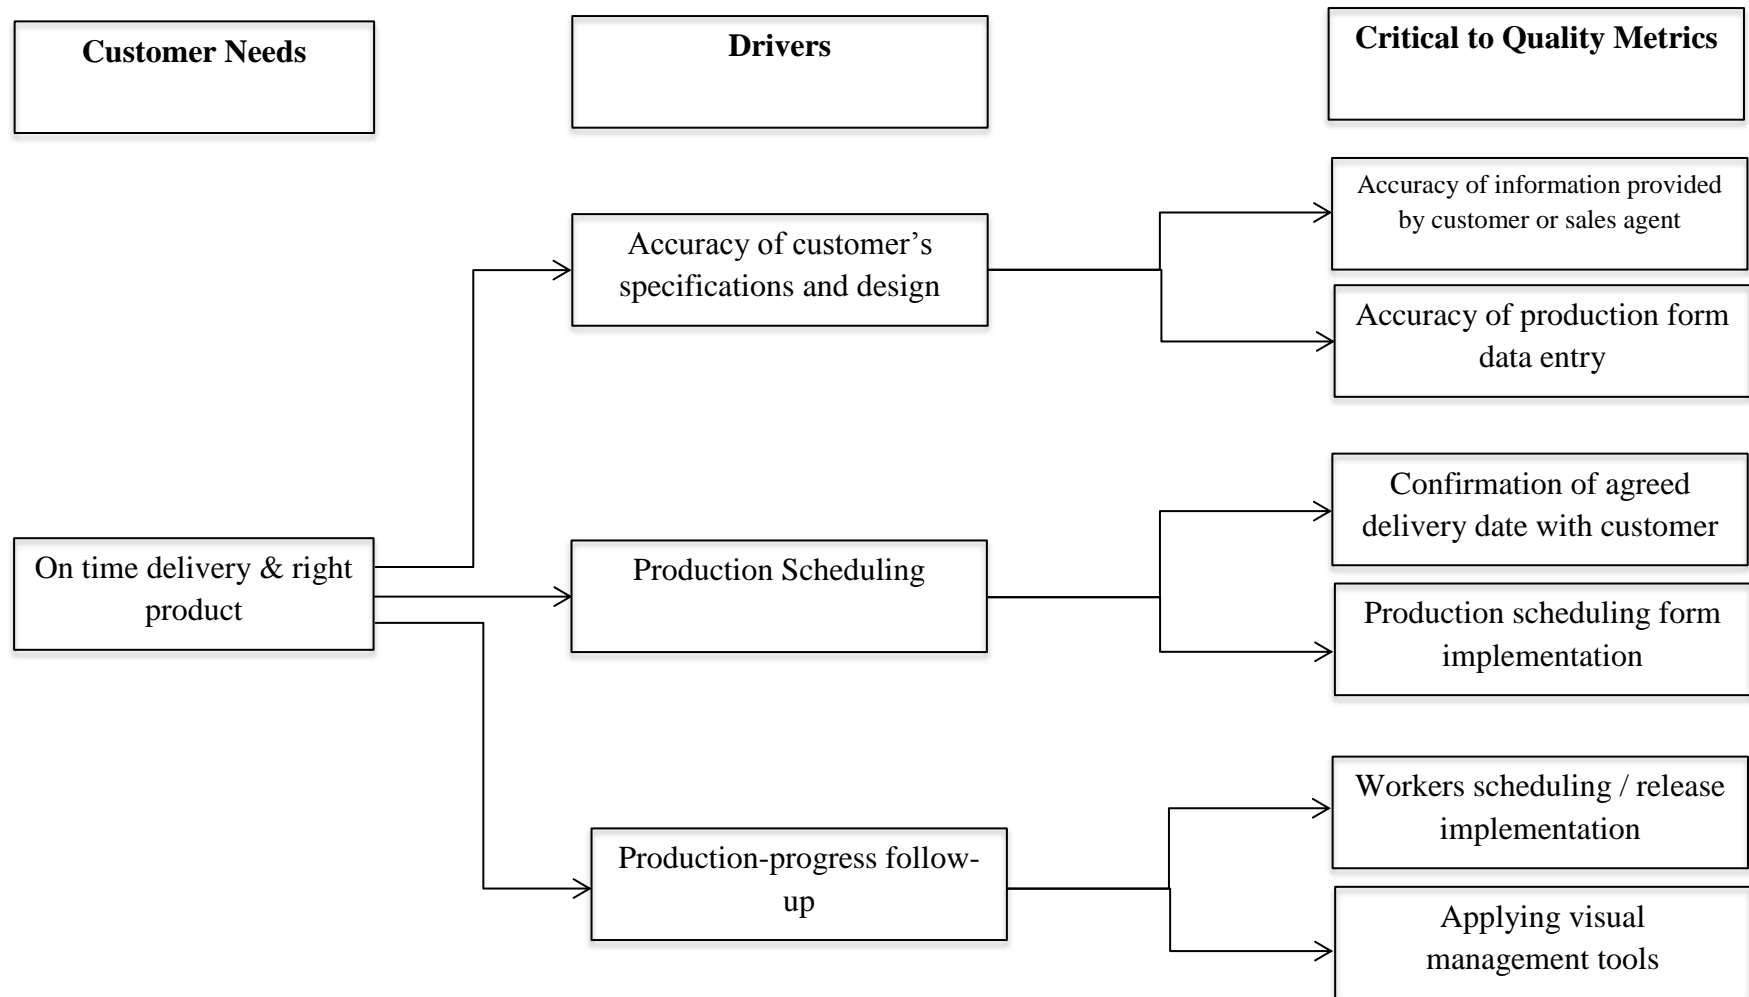 Customer Needs
Drivers
Critical to Quality Metrics
Accuracy of information provided
by customer or sales agent
Accuracy of customer’s
specifications and design
Accuracy of production form
data entry
Confirmation of agreed
delivery date with customer
On time delivery & right
product
Production Scheduling
Production scheduling form
implementation
Workers scheduling / release
implementation
Production-progress follow-
up
Applying visual
management tools